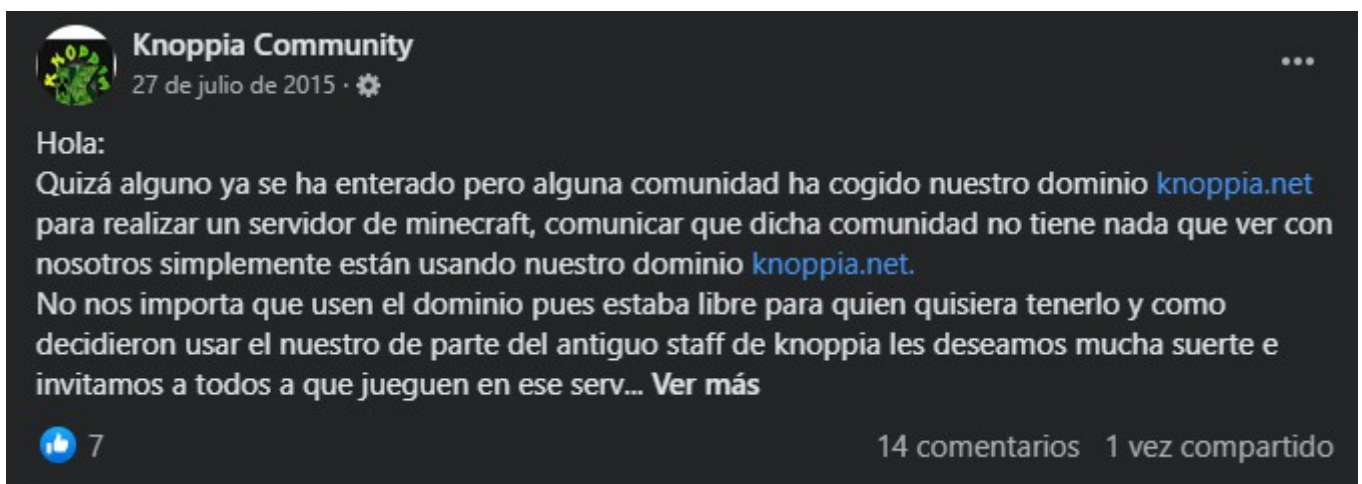 Knoppia Community
27 de julio de 2015 ·
Hola:
Quizá alguno ya se ha enterado pero alguna comunidad ha cogido nuestro dominio knoppia.net
para realizar un servidor de minecraft, comunicar que dicha comunidad no tiene nada que ver con
nosotros simplemente están usando nuestro dominio knoppia.net.
No nos importa que usen el dominio pues estaba libre para quien quisiera tenerlo y como
decidieron usar el nuestro de parte del antiguo staff de knoppia les deseamos mucha suerte e
invitamos a todos a que jueguen en ese serv... Ver más
7
14 comentarios 1 vez compartido